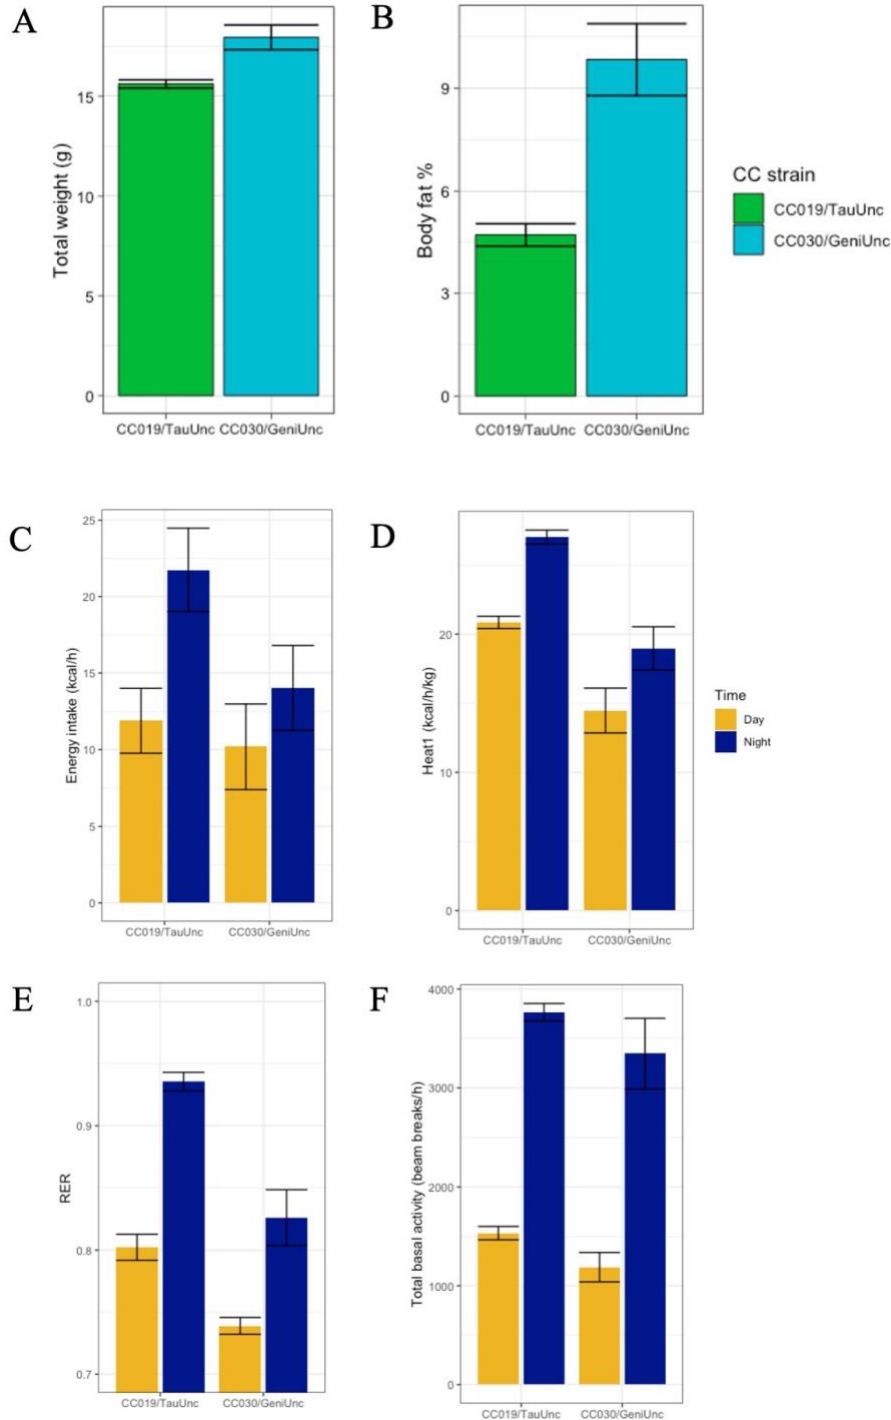 A
Total weight (g)
15
10
5
0
CC019/TauUnc CC030/GeniUnc
B
Body fat %
9
6
3
0
CC019/TauUnc CC030/GeniUnc
CC strain
CC019/TauUnc
CC030/GeniUnc
C
Energy intake (kcal/h)
25
20
15
10
5
0
CC019/TauUnc CC030/GeniUnc
D
Heat1 (kcal/h/kg)
20
10
0
CC019/TauUnc CC030/GeniUnc
Time
Day
Night
E
RER
1.0
0.9
0.8
0.7
CC019/TauUnc CC030/GeniUnc
F
Total basal activity (beam breaks/h)
4000
3000
2000
1000
0
CC019/TauUnc CC030/GeniUnc